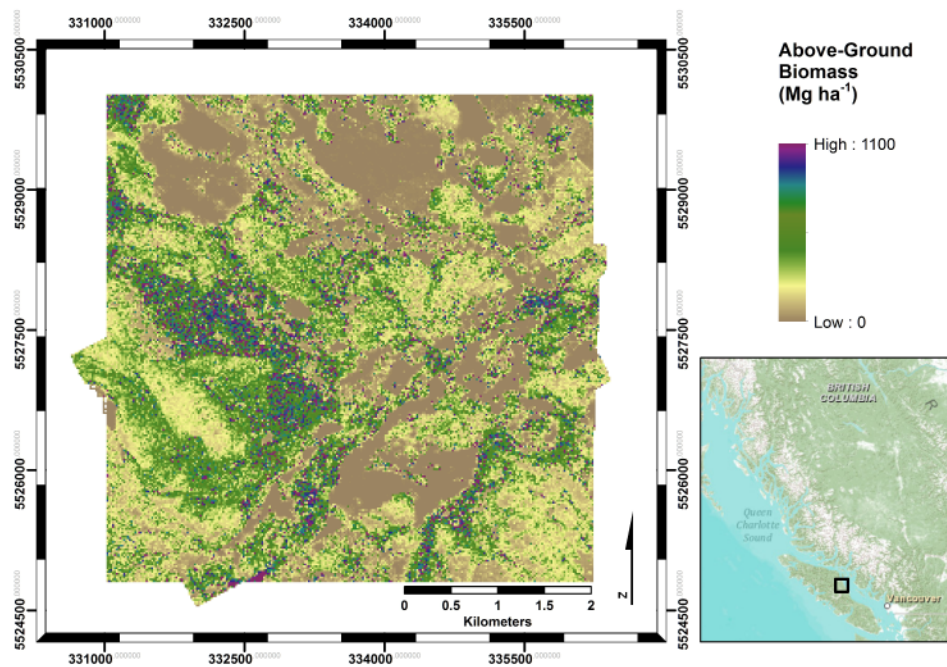 331000.000000 332500.000000 334000.000000 335500.000000
5530500.000000
5529000.000000
5527500.000000
5526000.000000
5524500.000000
5530500.000000
5529000.000000
5527500.000000
5526000.000000
5524500.000000
N
0 0.5 1 1.5 2
Kilometers
331000.000000 332500.000000 334000.000000 335500.000000
Above-Ground
Biomass
(Mg ha⁻¹)
High : 1100
Low : 0
BRITISH
COLUMBIA
R
Queen
Charlotte
Sound
Vancouver